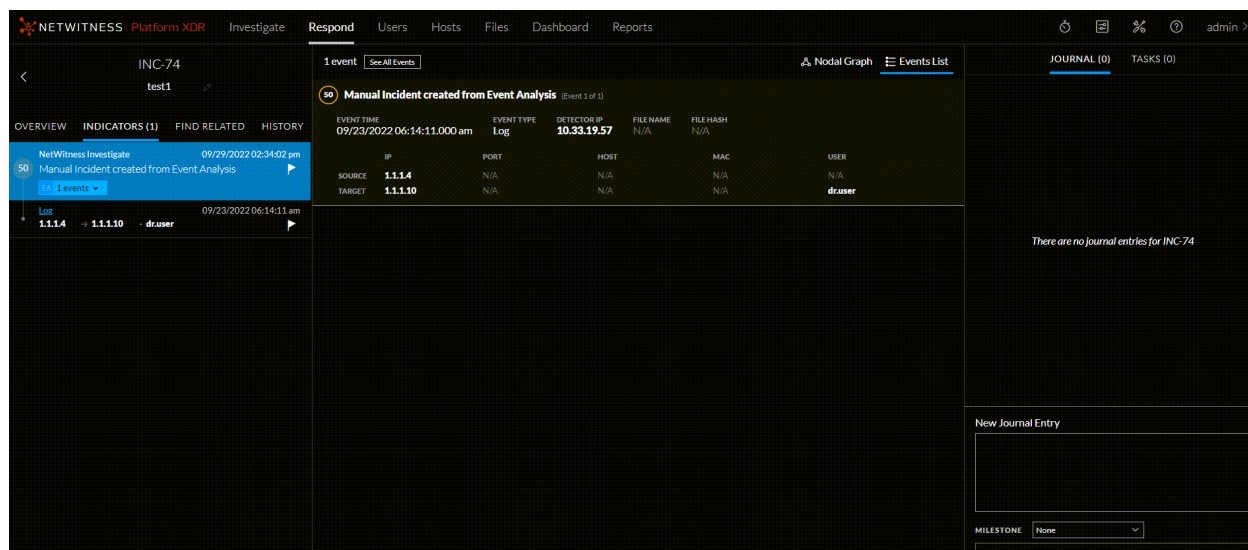 NETWITNESS Platform XDR Investigate Respond Users Hosts Files Dashboard Reports admin >
INC-74
test1
OVERVIEW INDICATORS (1) FIND RELATED HISTORY
50
NetWitness Investigate 09/29/2022 02:34:02 pm
Manual Incident created from Event Analysis
EA 1 events
Log 09/23/2022 06:14:11 am
1.1.1.4 → 1.1.1.10 · dr.user
1 event See All Events Nodal Graph Events List
50 Manual Incident created from Event Analysis (Event 1 of 1)
EVENT TIME EVENT TYPE DETECTOR IP FILE NAME FILE HASH
09/23/2022 06:14:11.000 am Log 10.33.19.57 N/A N/A
IP PORT HOST MAC USER
SOURCE 1.1.1.4 N/A N/A N/A N/A
TARGET 1.1.1.10 N/A N/A N/A dr.user
JOURNAL (0) TASKS (0)
There are no journal entries for INC-74
New Journal Entry
MILESTONE None